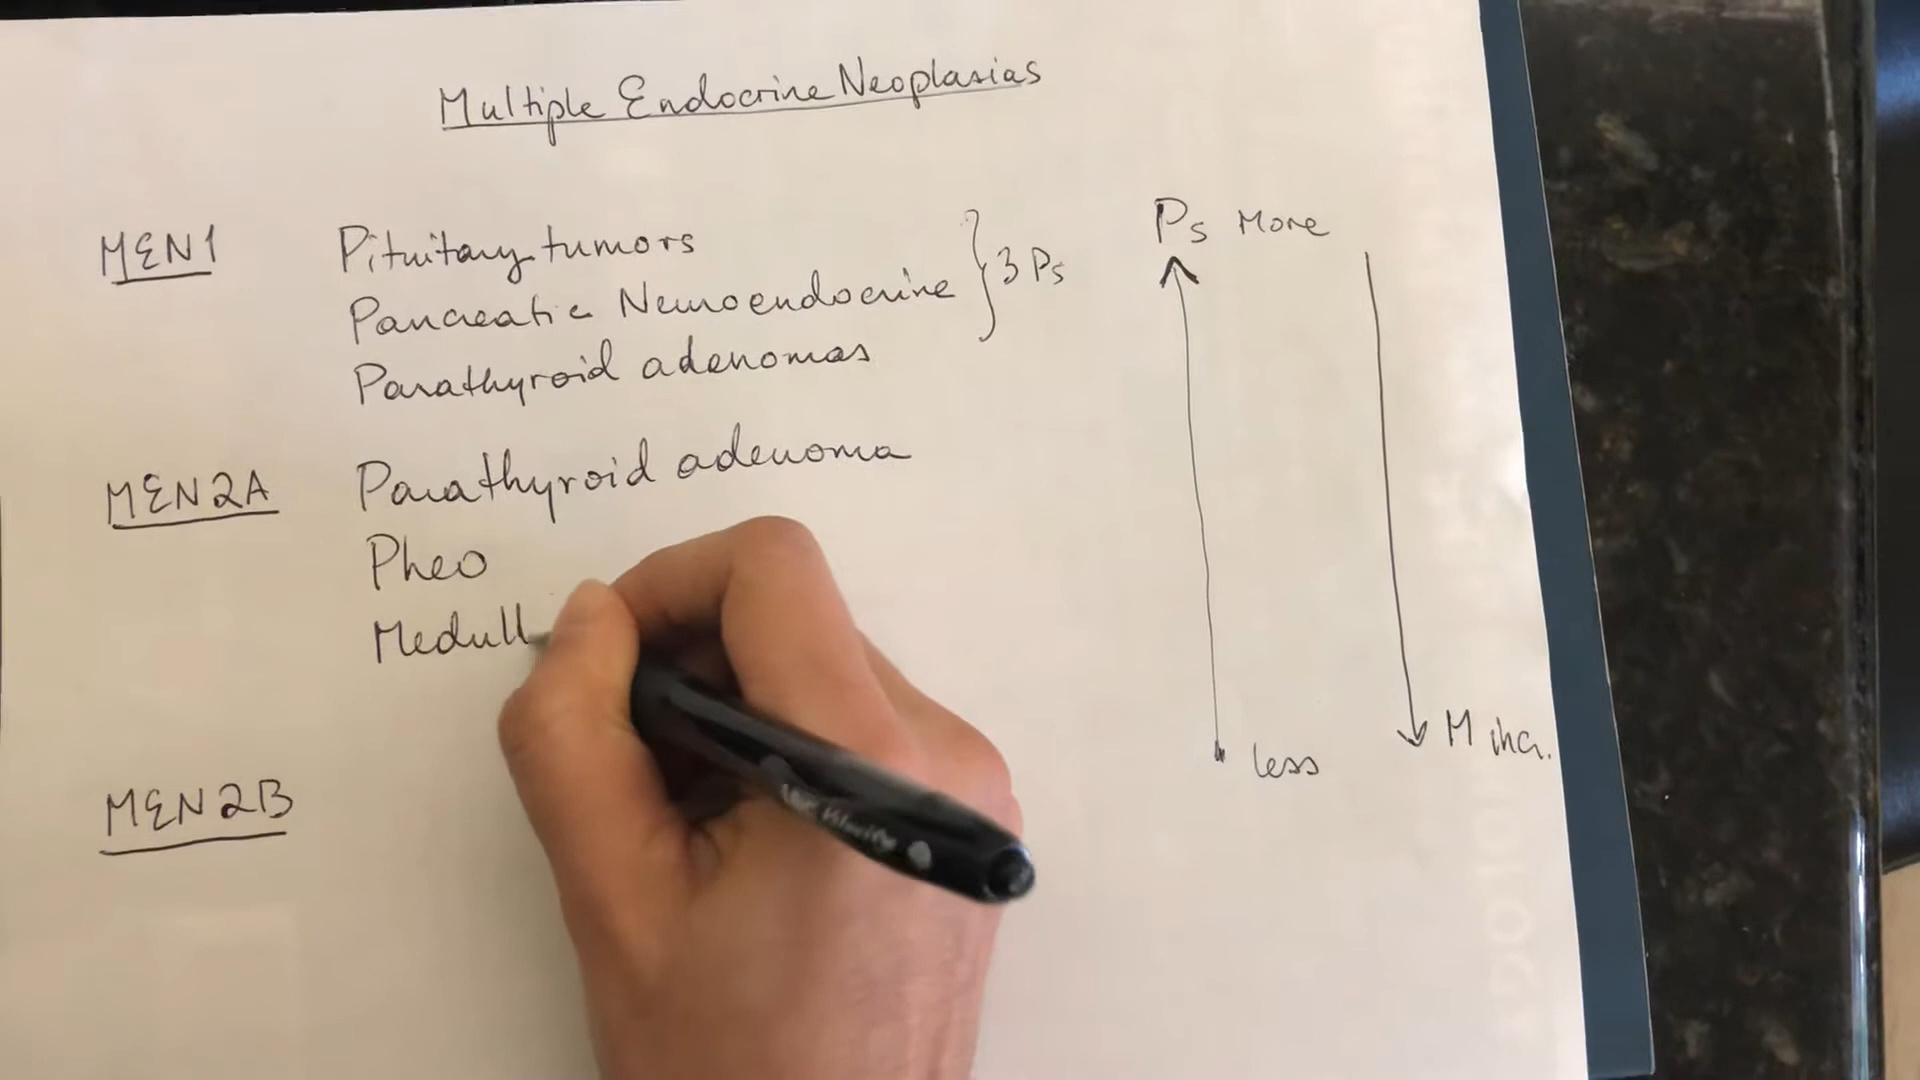 Multiple Endocrine Neoplasias
MEN1
Pituitary tumors
Pancreatic Neuroendocrine
Parathyroid adenomas
3 Ps
MEN2A
Parathyroid adenoma
Pheo
Medull
MEN2B
Ps More
less
M incr.